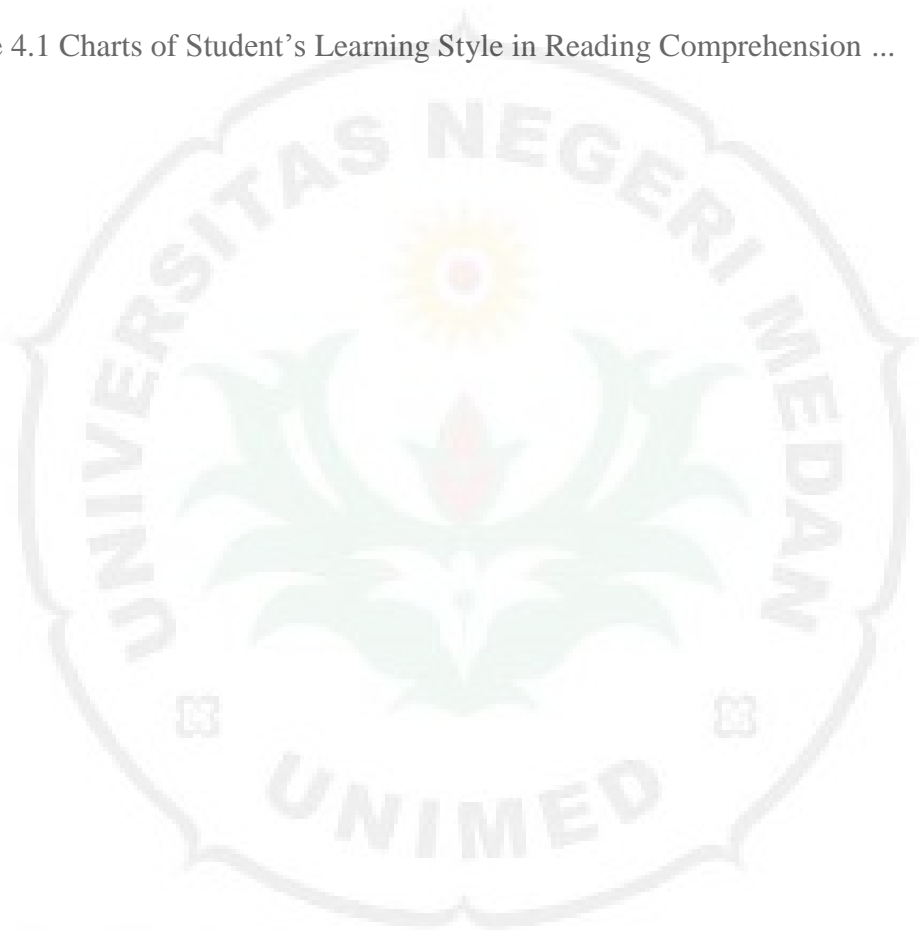 e 4.1 Charts of Student’s Learning Style in Reading Comprehension ...
UNIVERSITAS NEGERI MEDAN
UNIMED